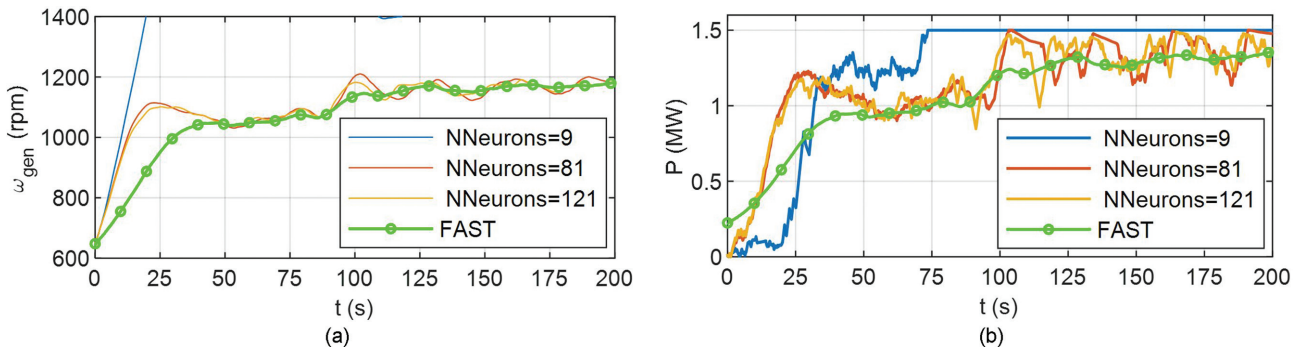 1400
1200
1000
800
600
ω gen (rpm)
NNeurons=9
NNeurons=81
NNeurons=121
FAST
0 25 50 75 100 125 150 175 200
t (s)
(a)
1.5
1
0.5
0
P (MW)
NNeurons=9
NNeurons=81
NNeurons=121
FAST
0 25 50 75 100 125 150 175 200
t (s)
(b)